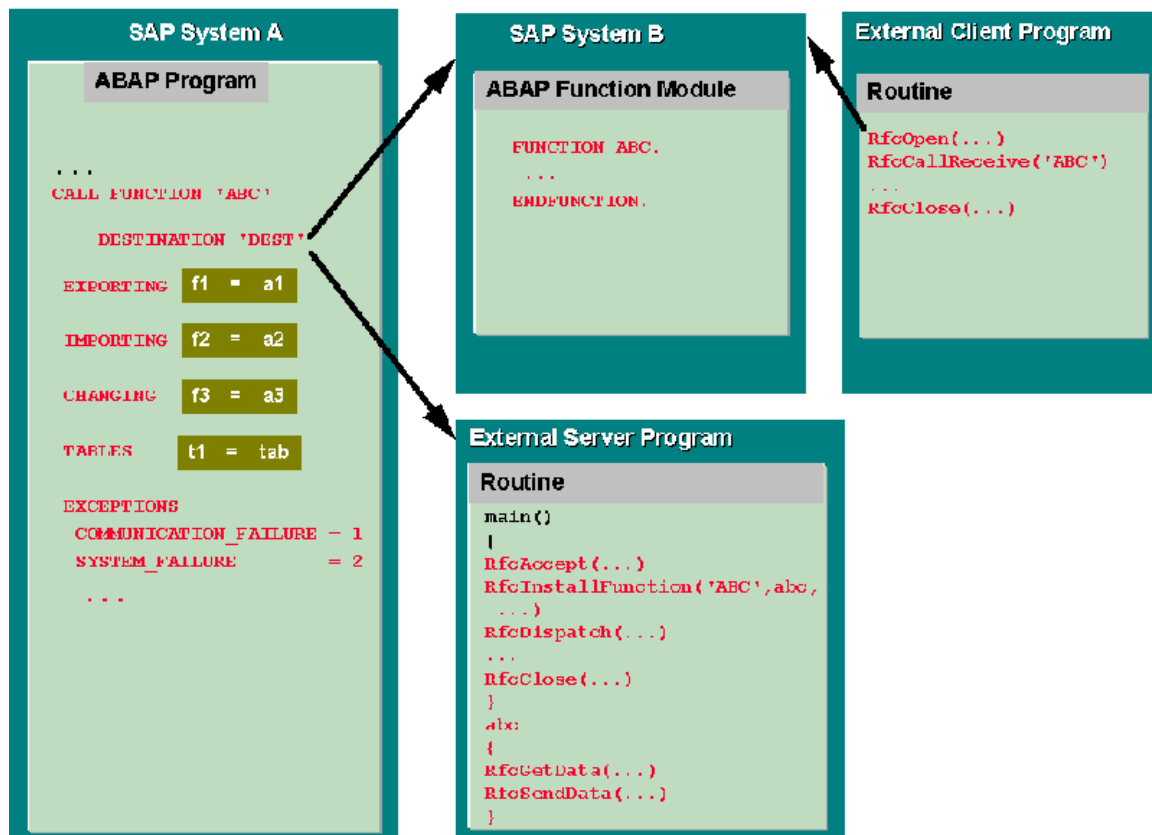 SAP System A
ABAP Program
...
CALL FUNCTION 'ABC'
DESTINATION 'DEST'
EXPORTING f1 = a1
IMPORTING f2 = a2
CHANGING f3 = a3
TABLES t1 = tab
EXCEPTIONS
COMMUNICATION_FAILURE = 1
SYSTEM_FAILURE = 2
...
SAP System B
ABAP Function Module
FUNCTION ABC.
...
ENDFUNCTION.
External Client Program
Routine
RfcOpen(...)
RfcCallReceive('ABC')
...
RfcClose(...)
External Server Program
Routine
main()
{
RfcAccept(...)
RfcInstallFunction('ABC',abc,
...)
RfcDispatch(...)
...
RfcClose(...)
}
abc
{
RfcGetData(...)
RfcSendData(...)
}